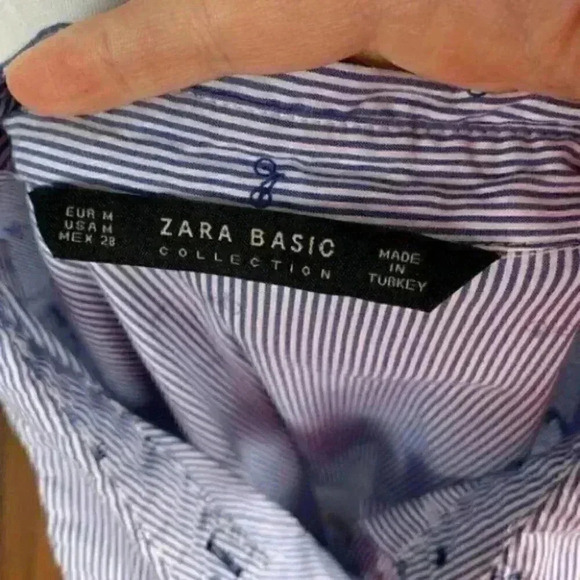 EUR M
USA M
MEX 28
ZARA BASIC
COLLECTION
MADE
IN
TURKEY